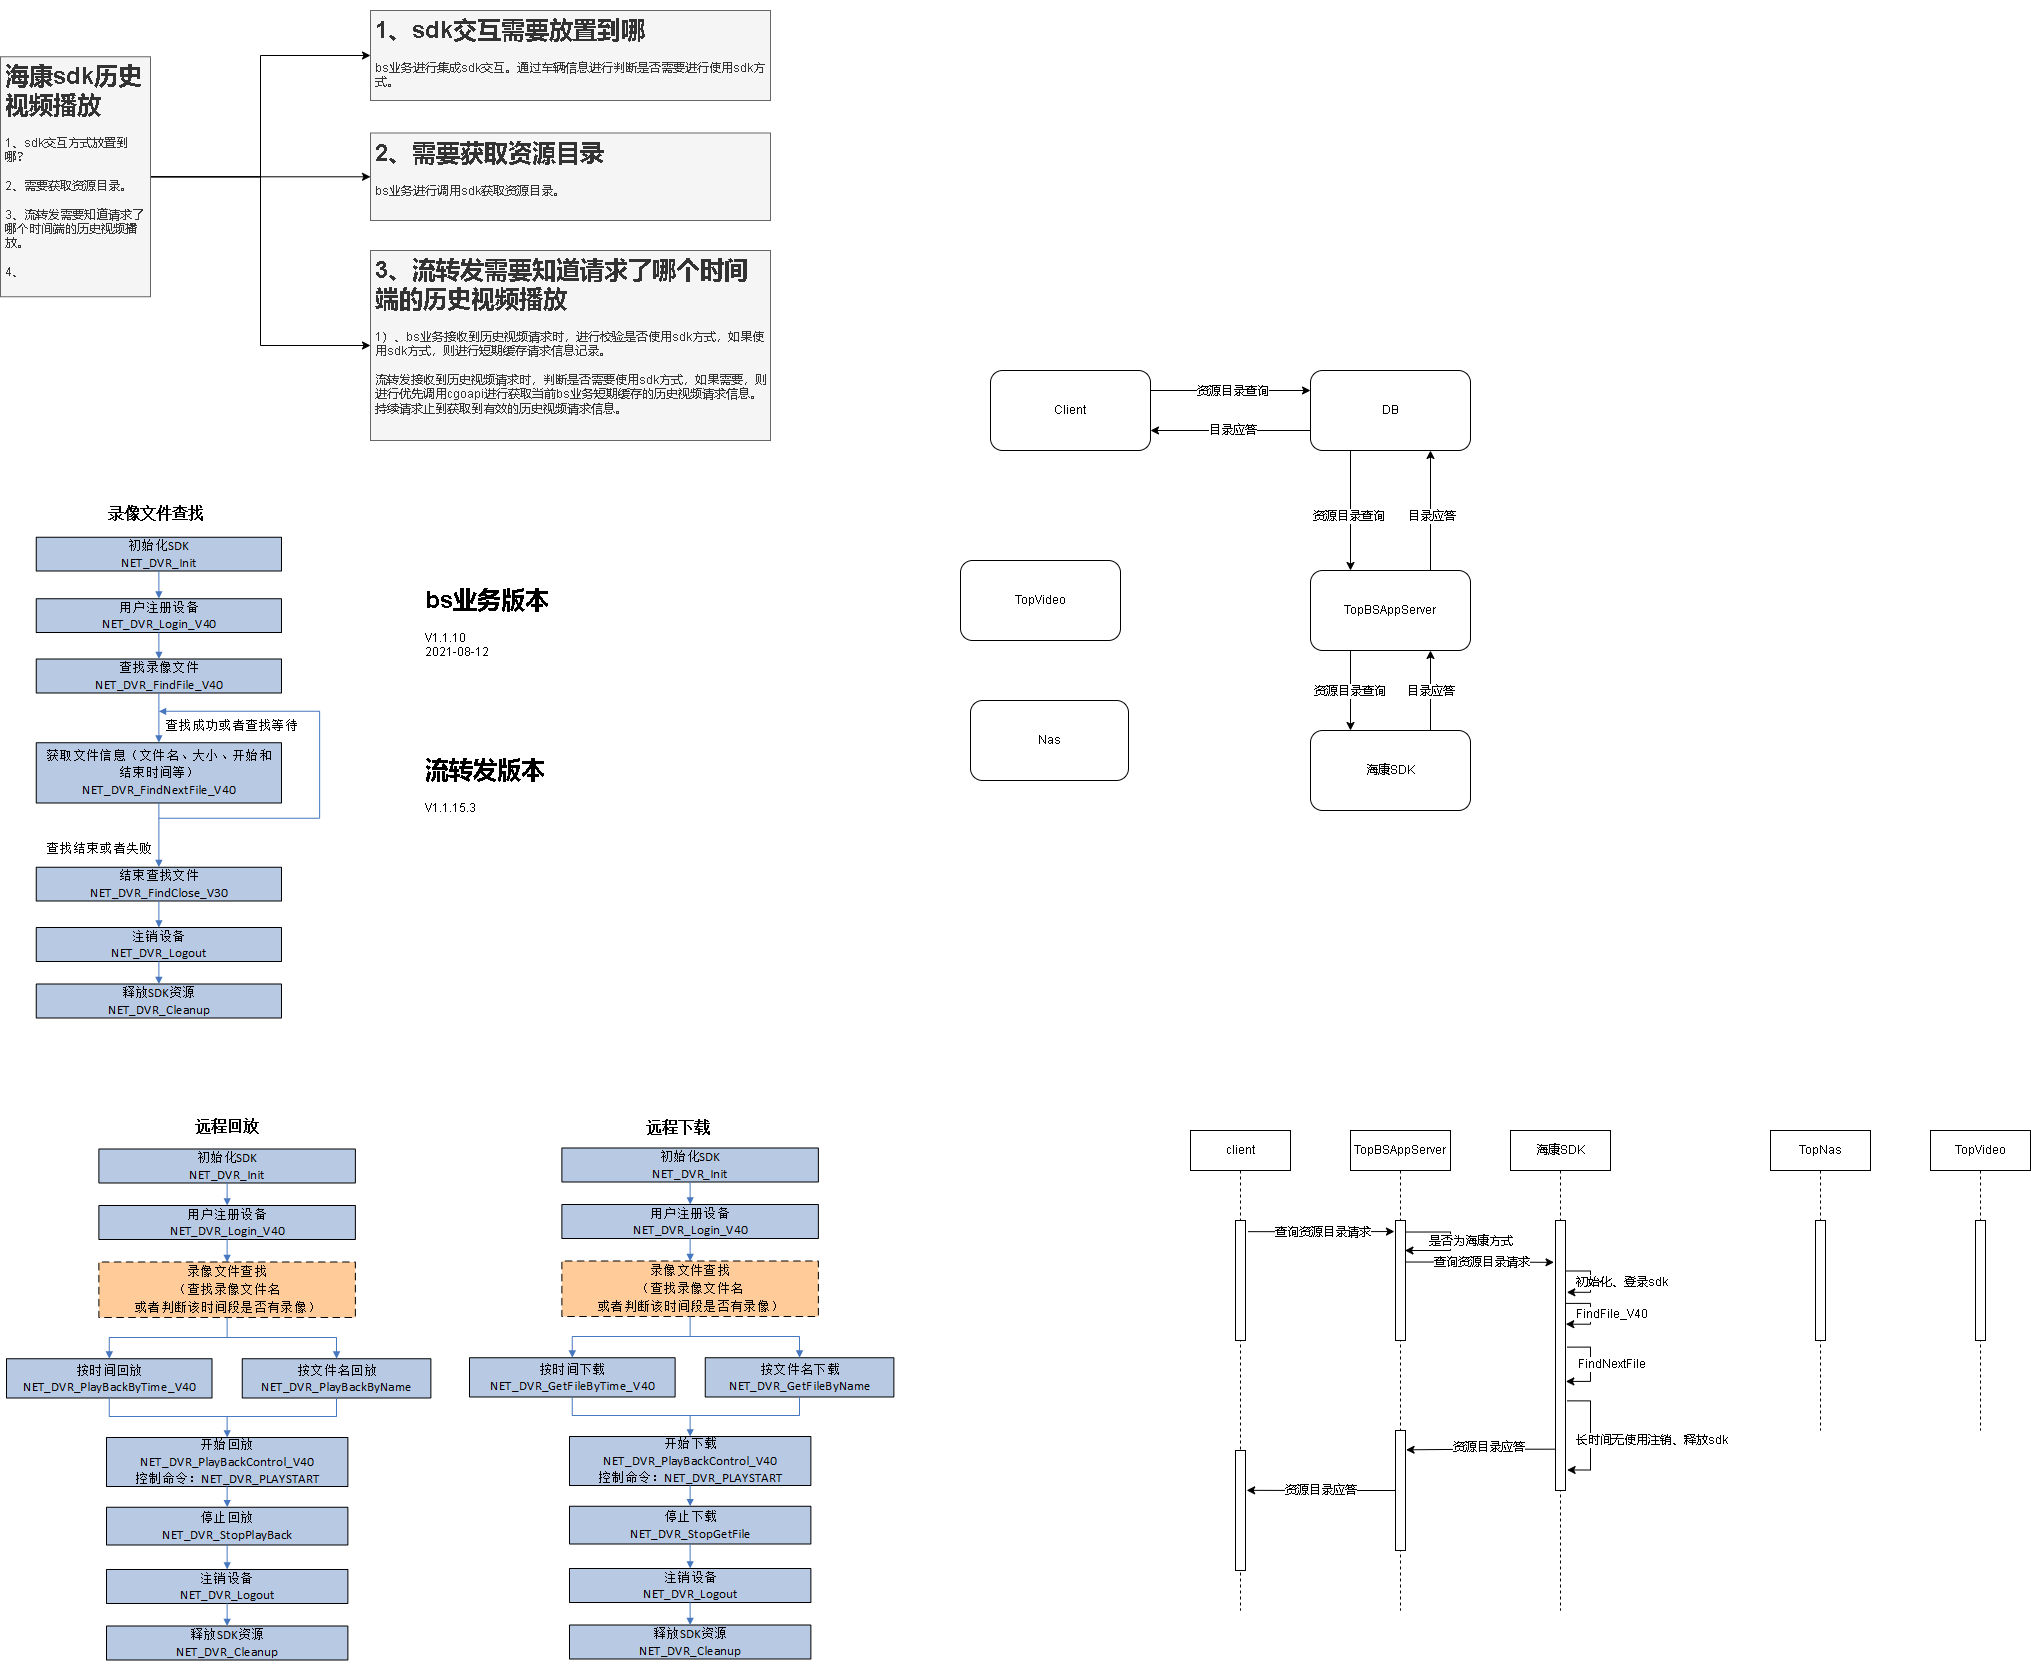 海康sdk历史
视频播放
1、sdk交互方式放置到
哪？
2、需要获取资源目录。
3、流转发需要知道请求了
哪个时间端的历史视频播
放。
4、
1、sdk交互需要放置到哪
bs业务进行集成sdk交互。通过车辆信息进行判断是否需要进行使用sdk方
式。
2、需要获取资源目录
bs业务进行调用sdk获取资源目录。
3、流转发需要知道请求了哪个时间
端的历史视频播放
1）、bs业务接收到历史视频请求时，进行校验是否使用sdk方式，如果使
用sdk方式，则进行短期缓存请求信息记录。
流转发接收到历史视频请求时，判断是否需要使用sdk方式，如果需要，则
进行优先调用cgoapi进行获取当前bs业务短期缓存的历史视频请求信息。
持续请求止到获取到有效的历史视频请求信息。
录像文件查找
初始化SDK
NET_DVR_Init
用户注册设备
NET_DVR_Login_V40
查找录像文件
NET_DVR_FindFile_V40
查找成功或者查找等待
获取文件信息（文件名、大小、开始和
结束时间等）
NET_DVR_FindNextFile_V40
查找结束或者失败
结束查找文件
NET_DVR_FindClose_V30
注销设备
NET_DVR_Logout
释放SDK资源
NET_DVR_Cleanup
bs业务版本
V1.1.10
2021-08-12
流转发版本
V1.1.15.3
Client
资源目录查询
目录应答
DB
资源目录查询
目录应答
TopVideo
TopBSAppServer
资源目录查询
目录应答
Nas
海康SDK
远程回放
初始化SDK
NET_DVR_Init
用户注册设备
NET_DVR_Login_V40
录像文件查找
（查找录像文件名
或者判断该时间段是否有录像）
按时间回放
NET_DVR_PlayBackByTime_V40
按文件名回放
NET_DVR_PlayBackByName
开始回放
NET_DVR_PlayBackControl_V40
控制命令：NET_DVR_PLAYSTART
停止回放
NET_DVR_StopPlayBack
注销设备
NET_DVR_Logout
释放SDK资源
NET_DVR_Cleanup
远程下载
初始化SDK
NET_DVR_Init
用户注册设备
NET_DVR_Login_V40
录像文件查找
（查找录像文件名
或者判断该时间段是否有录像）
按时间下载
NET_DVR_GetFileByTime_V40
按文件名下载
NET_DVR_GetFileByName
开始下载
NET_DVR_PlayBackControl_V40
控制命令：NET_DVR_PLAYSTART
停止下载
NET_DVR_StopGetFile
注销设备
NET_DVR_Logout
释放SDK资源
NET_DVR_Cleanup
client
TopBSAppServer
海康SDK
TopNas
TopVideo
查询资源目录请求
是否为海康方式
查询资源目录请求
初始化、登录sdk
FindFile_V40
FindNextFile
长时间无使用注销、释放sdk
资源目录应答
资源目录应答